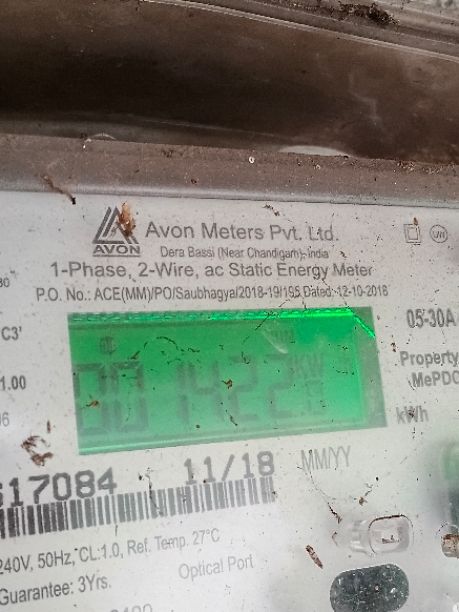 AVON
Avon Meters Pvt. Ltd.
Dera Bassi (Near Chandigarh), India
1-Phase, 2-Wire, ac Static Energy Meter
P.O. No.: ACE(MM)/PO/Saubhagya/2018-19/195 Dated:-12-10-2018
05-30A
C3'
Property
1.00
MePDC
001422
kW
kWh
17084
11/18
MM/YY
240V, 50Hz, CL:1.0, Ref. Temp. 27°C
Guarantee: 3Yrs.
Optical Port